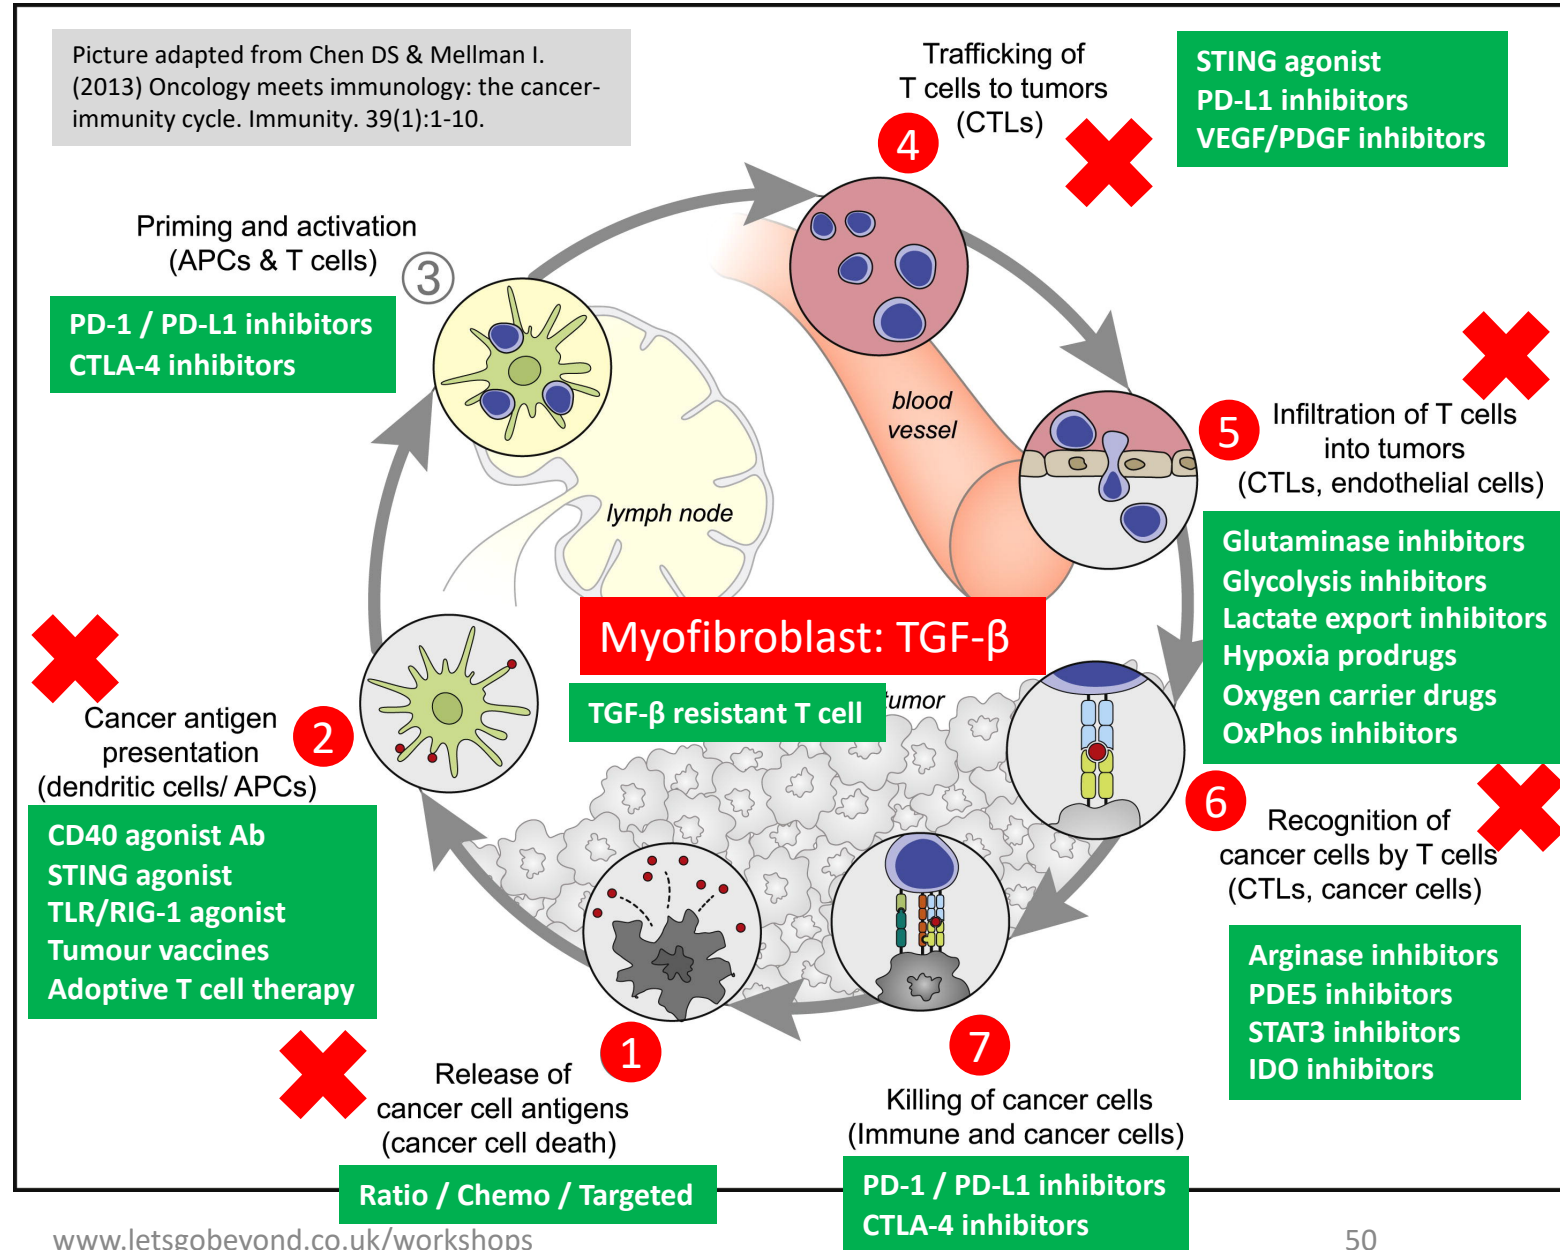 Picture adapted from Chen DS & Mellman I.
(2013) Oncology meets immunology: the cancer-
immunity cycle. Immunity. 39(1):1-10.
Trafficking of
T cells to tumors
(CTLs)
4
STING agonist
PD-L1 inhibitors
VEGF/PDGF inhibitors
Priming and activation
(APCs & T cells)
3
PD-1 / PD-L1 inhibitors
CTLA-4 inhibitors
blood
vessel
lymph node
5
Infiltration of T cells
into tumors
(CTLs, endothelial cells)
Glutaminase inhibitors
Glycolysis inhibitors
Lactate export inhibitors
Hypoxia prodrugs
Oxygen carrier drugs
OxPhos inhibitors
Myofibroblast: TGF-β
TGF-β resistant T cell
tumor
2
Cancer antigen
presentation
(dendritic cells/ APCs)
CD40 agonist Ab
STING agonist
TLR/RIG-1 agonist
Tumour vaccines
Adoptive T cell therapy
6
Recognition of
cancer cells by T cells
(CTLs, cancer cells)
Arginase inhibitors
PDE5 inhibitors
STAT3 inhibitors
IDO inhibitors
1
Release of
cancer cell antigens
(cancer cell death)
Ratio / Chemo / Targeted
7
Killing of cancer cells
(Immune and cancer cells)
PD-1 / PD-L1 inhibitors
CTLA-4 inhibitors
www.letsgobeyond.co.uk/workshops
50